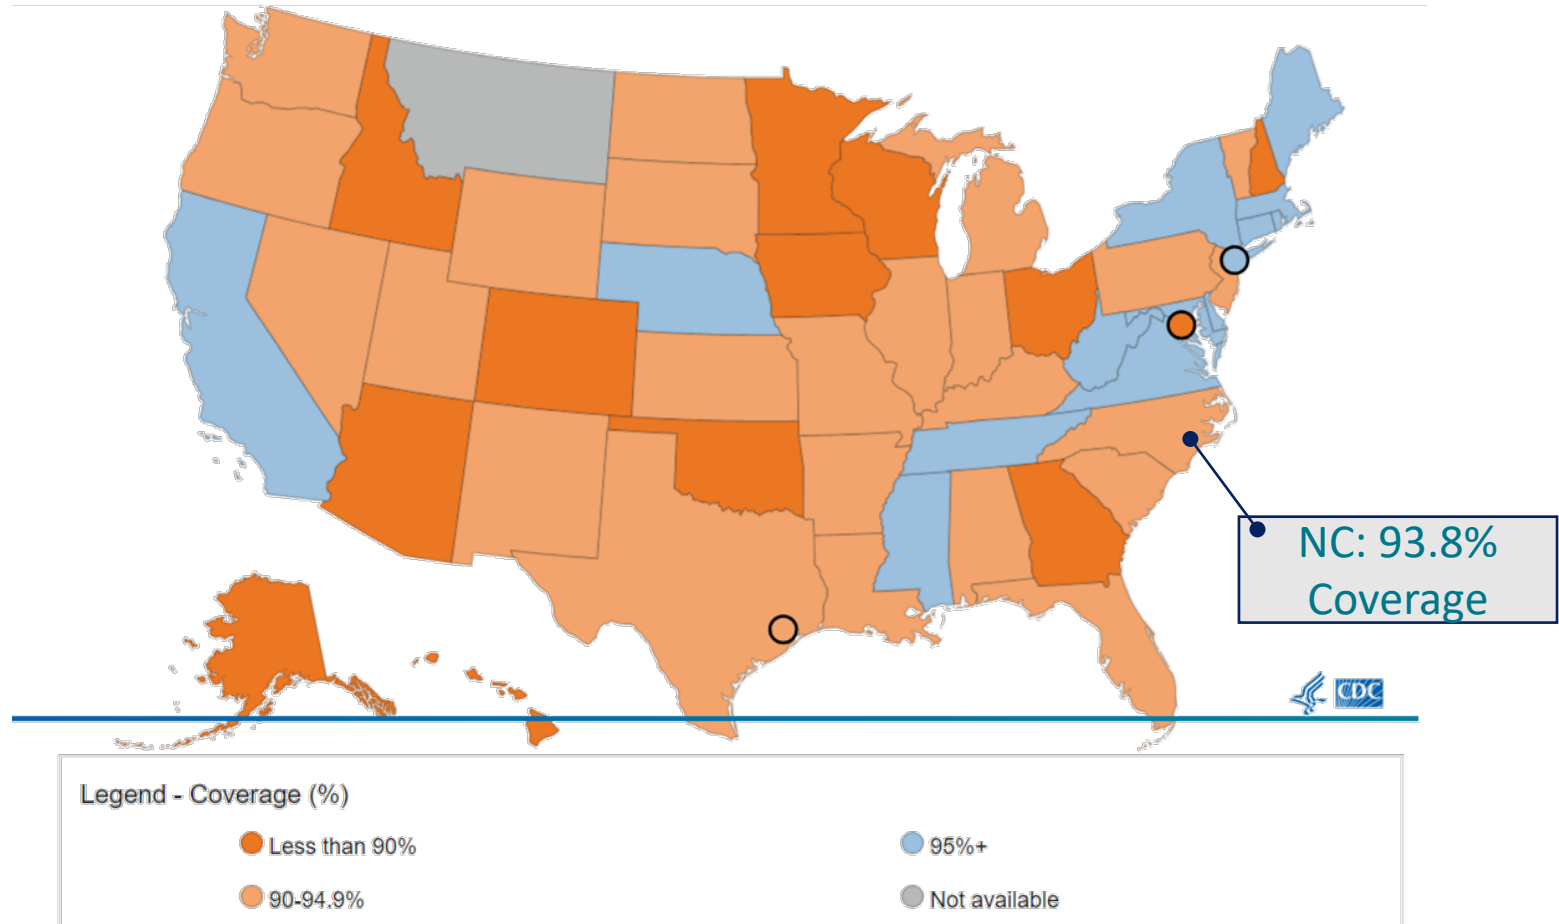 NC: 93.8%
Coverage
CDC
Legend - Coverage (%)
Less than 90%
95%+
90-94.9%
Not available